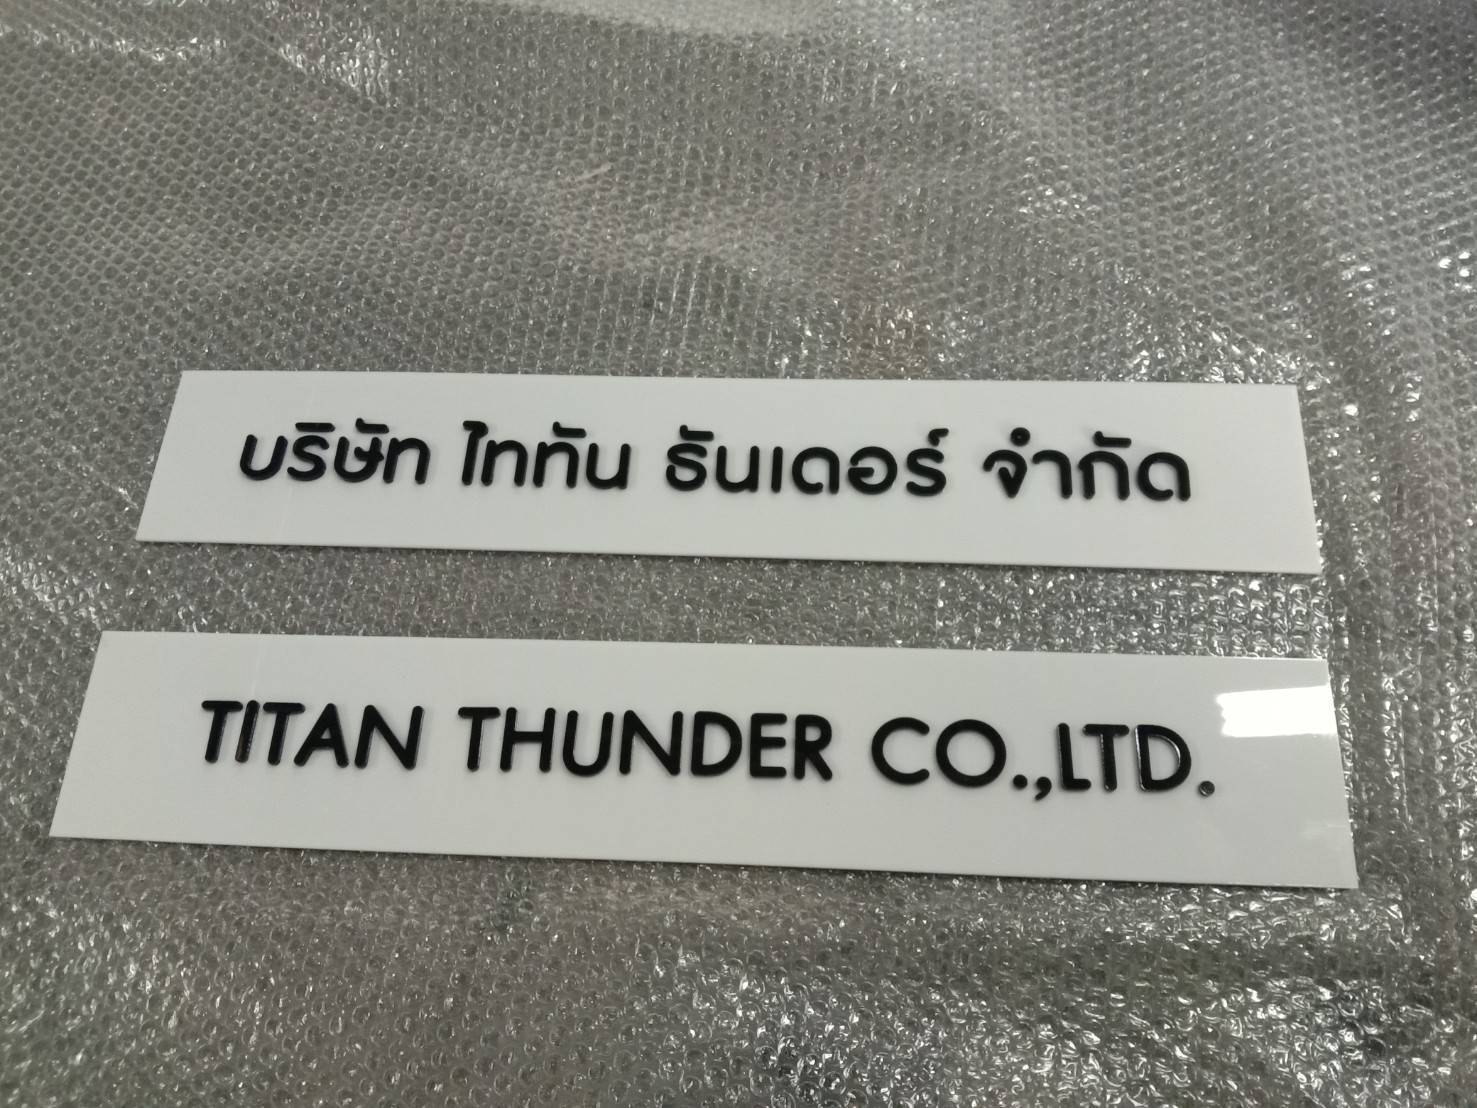 บริษัท ไททัน ธันเดอร์ จำกัด
TITAN THUNDER CO.,LTD.